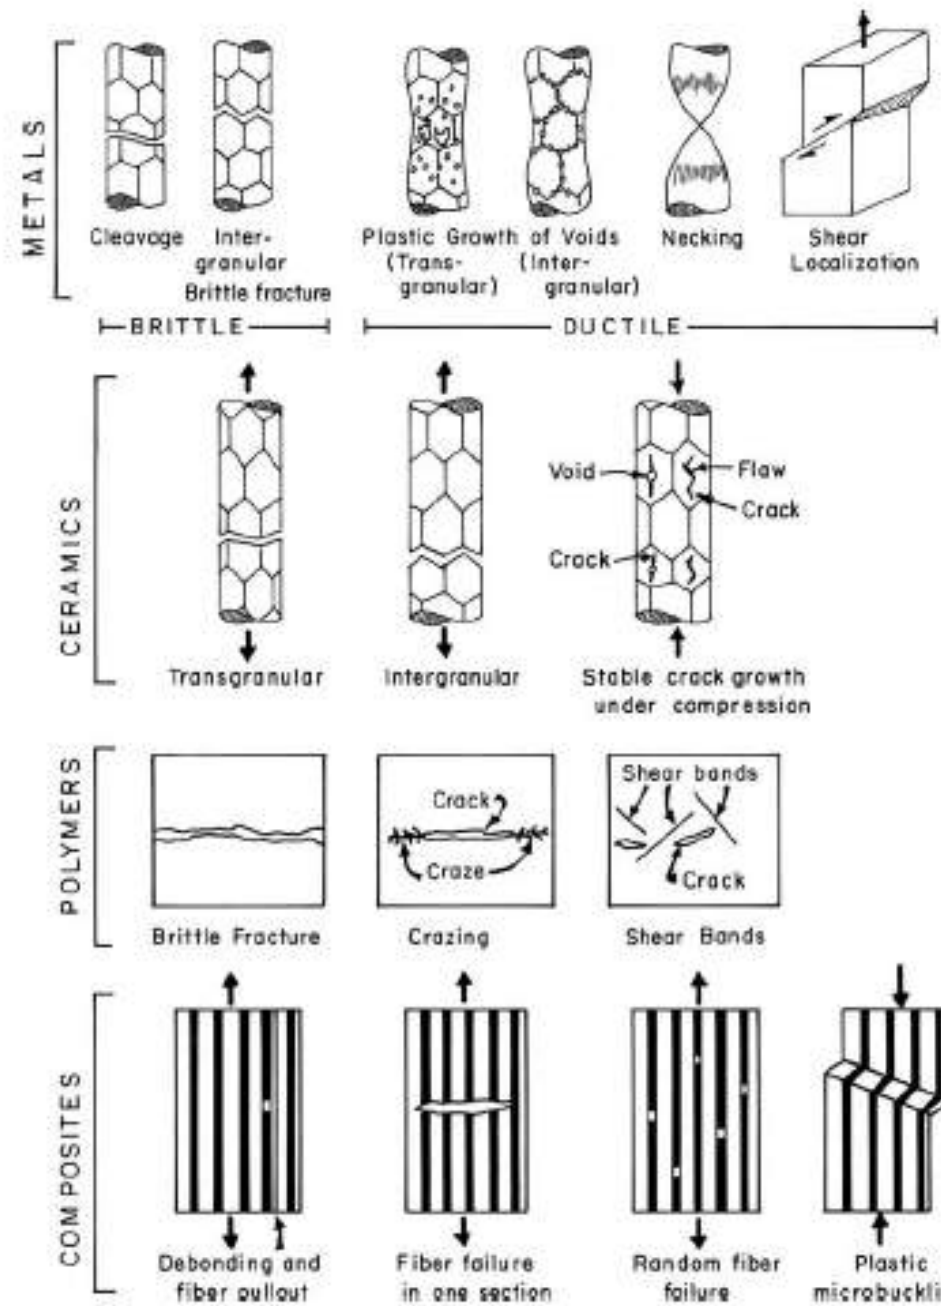 METALS
Cleavage
Inter-
granular
Brittle fracture
Plastic Growth of Voids
(Trans-
granular)
(Inter-
granular)
Necking
Shear
Localization
BRITTLE
DUCTILE
CERAMICS
Void
Flaw
Crack
Crack
Transgranular
Intergranular
Stable crack growth
under compression
POLYMERS
Crack
Craze
Shear bands
Crack
Brittle Fracture
Crazing
Shear Bands
COMPOSITES
Debonding and
fiber pullout
Fiber failure
in one section
Random fiber
failure
Plastic
microbuckli